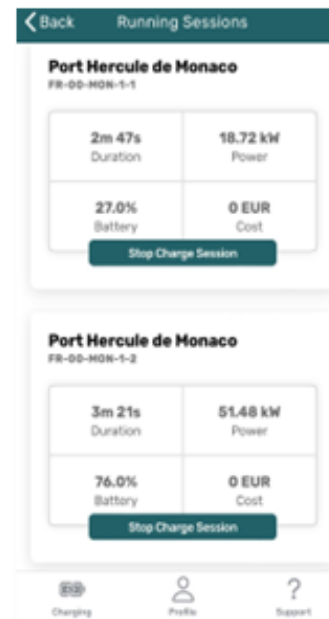 Back Running Sessions
Port Hercule de Monaco
FR-00-MON-1-1
2m 47s 18.72 kW
Duration Power
27.0% 0 EUR
Battery Cost
Stop Charge Session
Port Hercule de Monaco
FR-00-MON-1-2
3m 21s 51.48 kW
Duration Power
76.0% 0 EUR
Battery Cost
Stop Charge Session
Charging Profile Support